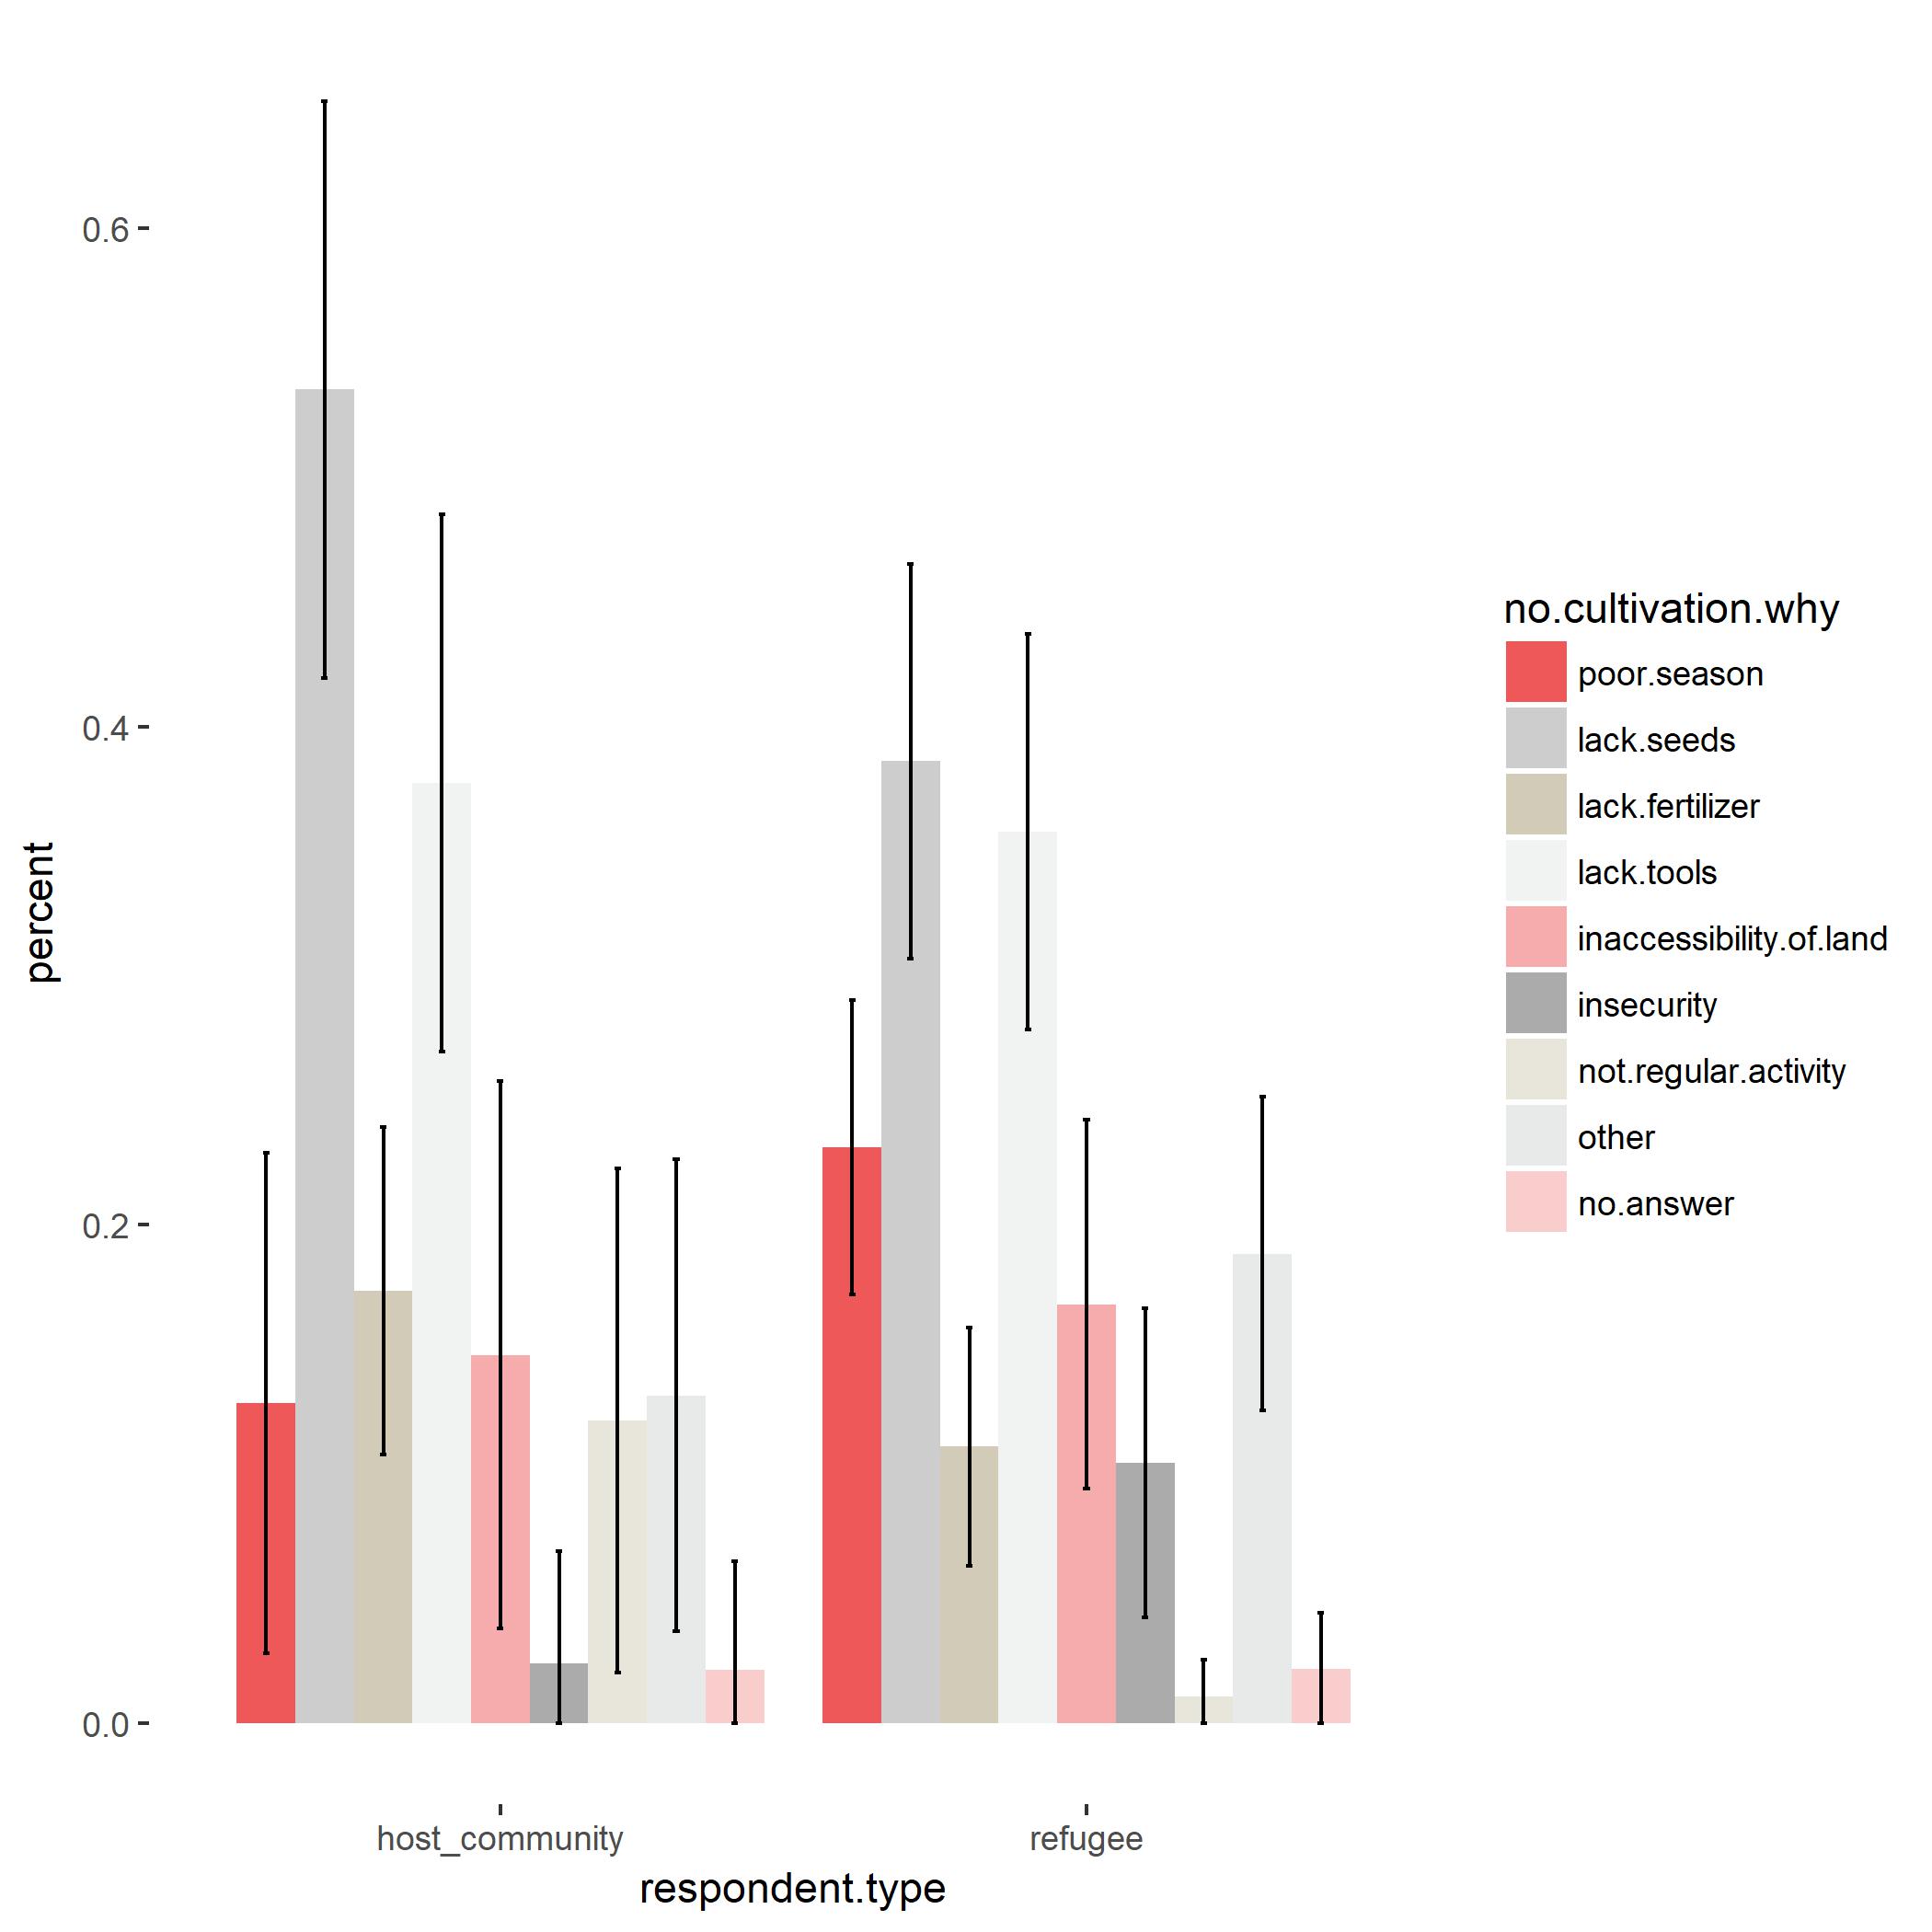 percent
0.6
0.4
0.2
0.0
host_community
refugee
respondent.type
no.cultivation.why
poor.season
lack.seeds
lack.fertilizer
lack.tools
inaccessibility.of.land
insecurity
not.regular.activity
other
no.answer